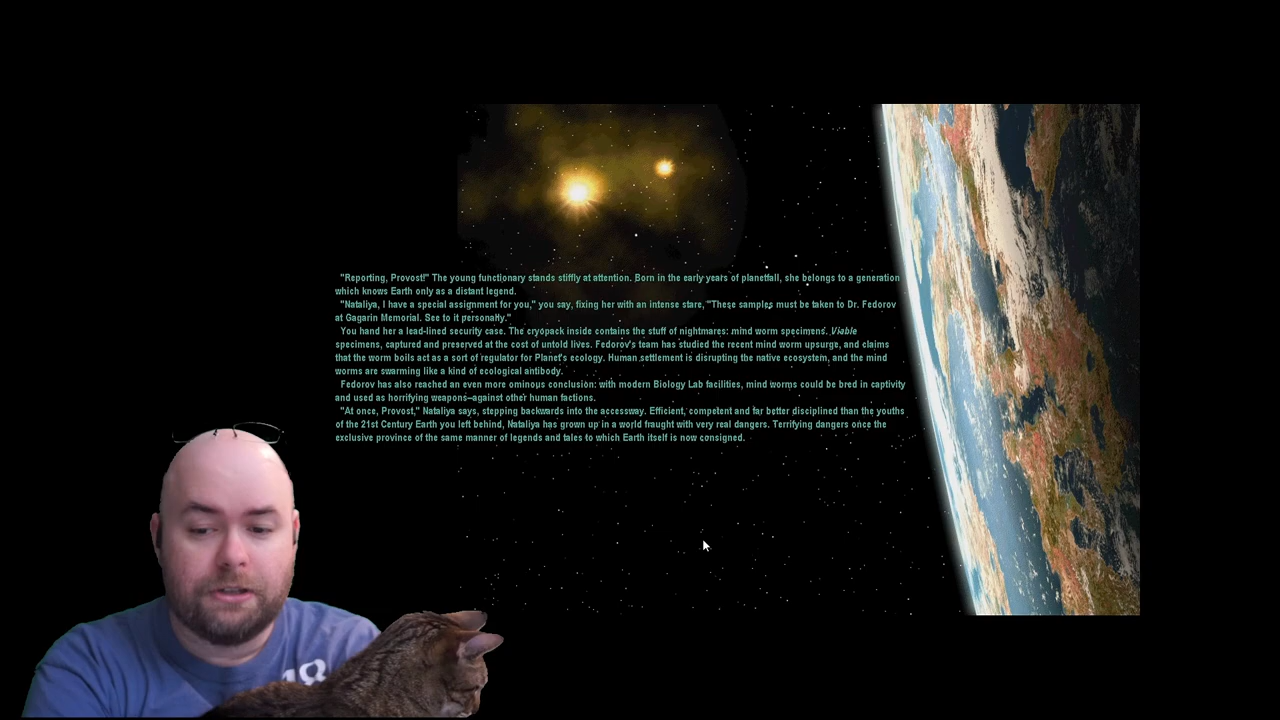 "Reporting, Provost!" The young functionary stands stiffly at attention. Born in the early years of planetfall, she belongs to a generation
which knows Earth only as a distant legend.
"Nataliya, I have a special assignment for you," you say, fixing her with an intense stare, "These samples must be taken to Dr. Fedorov
at Gagarin Memorial. See to it personally."
You hand her a lead-lined security case. The cryopack inside contains the stuff of nightmares: mind worm specimens. Viable
specimens, captured and preserved at the cost of untold lives. Fedorov's team has studied the recent mind worm upsurge, and claims
that the worm boils act as a sort of regulator for Planet's ecology. Human settlement is disrupting the native ecosystem, and the mind
worms are swarming like a kind of ecological antibody.
Fedorov has also reached an even more ominous conclusion: with modern Biology Lab facilities, mind worms could be bred in captivity
and used as horrifying weapons--against other human factions.
"At once, Provost," Nataliya says, stepping backwards into the accessway. Efficient, competent and far better disciplined than the youths
of the 21st Century Earth you left behind, Nataliya has grown up in a world fraught with very real dangers. Terrifying dangers once the
exclusive province of the same manner of legends and tales to which Earth itself is now consigned.
18